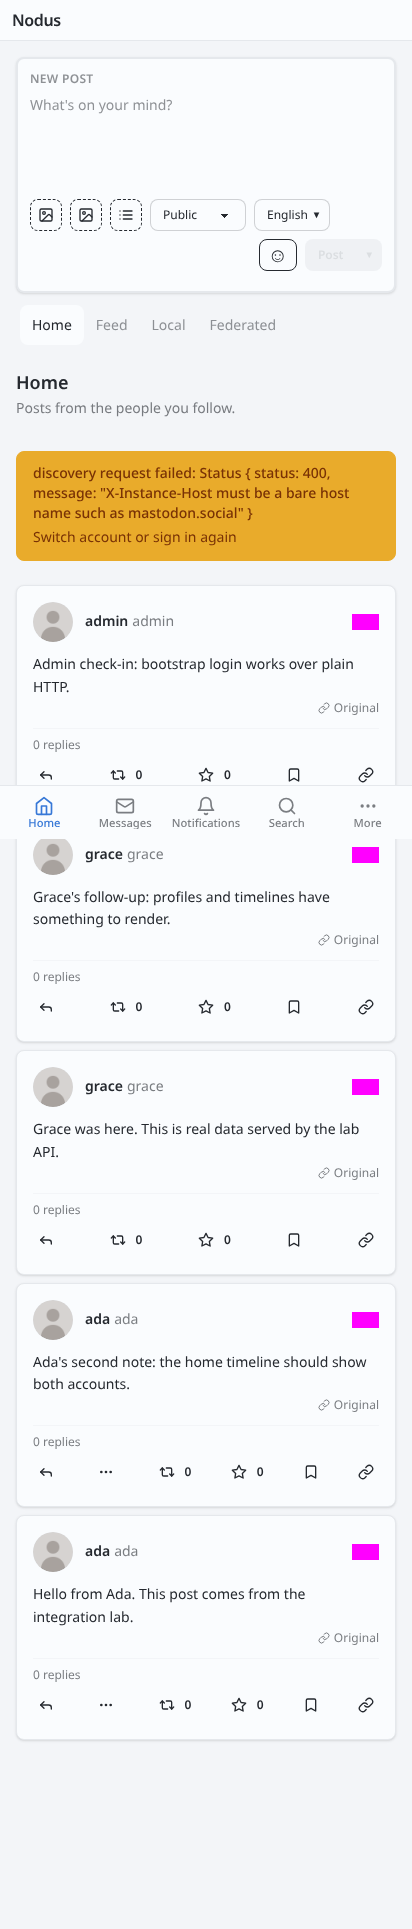 Nodus
NEW POST
What's on your mind?
Public
English
Post
Home Feed Local Federated
Home
Posts from the people you follow.
discovery request failed: Status { status: 400,
message: "X-Instance-Host must be a bare host
name such as mastodon.social" }
Switch account or sign in again
admin admin
Admin check-in: bootstrap login works over plain
HTTP.
Original
0 replies
0 0
Home Messages Notifications Search More
grace grace
Grace's follow-up: profiles and timelines have
something to render.
Original
0 replies
0 0
grace grace
Grace was here. This is real data served by the lab
API.
Original
0 replies
0 0
ada ada
Ada's second note: the home timeline should show
both accounts.
Original
0 replies
0 0
ada ada
Hello from Ada. This post comes from the
integration lab.
Original
0 replies
0 0